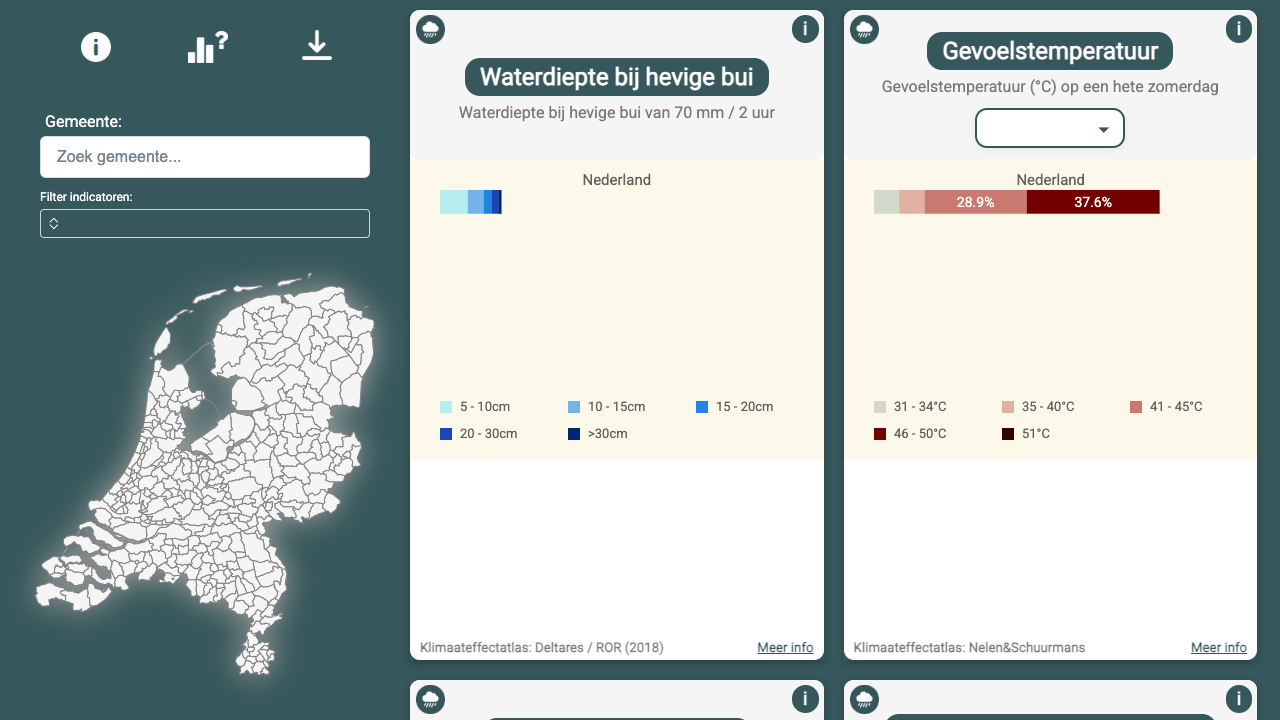 Gemeente:
Zoek gemeente...
Filter indicatoren:
Waterdiepte bij hevige bui
Waterdiepte bij hevige bui van 70 mm / 2 uur
Nederland
5 - 10cm
10 - 15cm
15 - 20cm
20 - 30cm
>30cm
Klimaateffectatlas: Deltares / ROR (2018)
Meer info
Gevoelstemperatuur
Gevoelstemperatuur (°C) op een hete zomerdag
Nederland
28.9%
37.6%
31 - 34°C
35 - 40°C
41 - 45°C
46 - 50°C
51°C
Klimaateffectatlas: Nelen&Schuurmans
Meer info